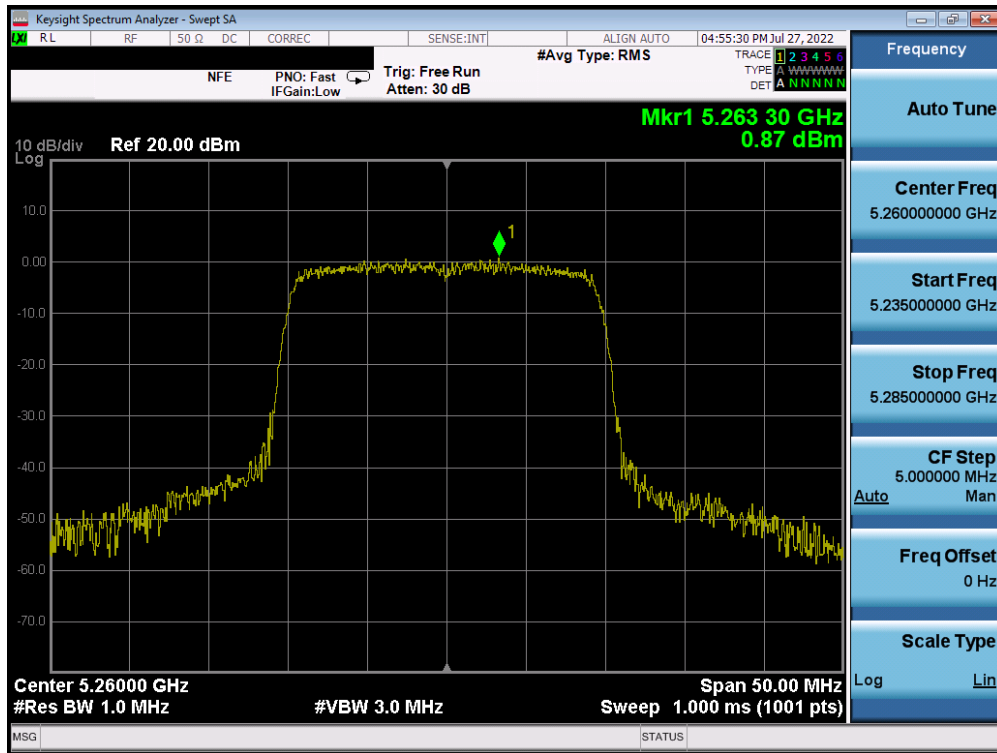 Keysight Spectrum Analyzer - Swept SA
LXI RL RF 50 Ω DC CORREC SENSE:INT ALIGN AUTO 04:55:30 PM Jul 27, 2022
#Avg Type: RMS
TRACE 1 2 3 4 5 6
TYPE A WWWWW
DET A N N N N N
NFE PNO: Fast Trig: Free Run
IFGain:Low Atten: 30 dB
Mkr1 5.263 30 GHz
0.87 dBm
10 dB/div Ref 20.00 dBm
Log
10.0
0.00
-10.0
-20.0
-30.0
-40.0
-50.0
-60.0
-70.0
1
Center 5.26000 GHz Span 50.00 MHz
#Res BW 1.0 MHz #VBW 3.0 MHz Sweep 1.000 ms (1001 pts)
MSG STATUS
Frequency
Auto Tune
Center Freq
5.260000000 GHz
Start Freq
5.235000000 GHz
Stop Freq
5.285000000 GHz
CF Step
5.000000 MHz
Auto Man
Freq Offset
0 Hz
Scale Type
Log Lin